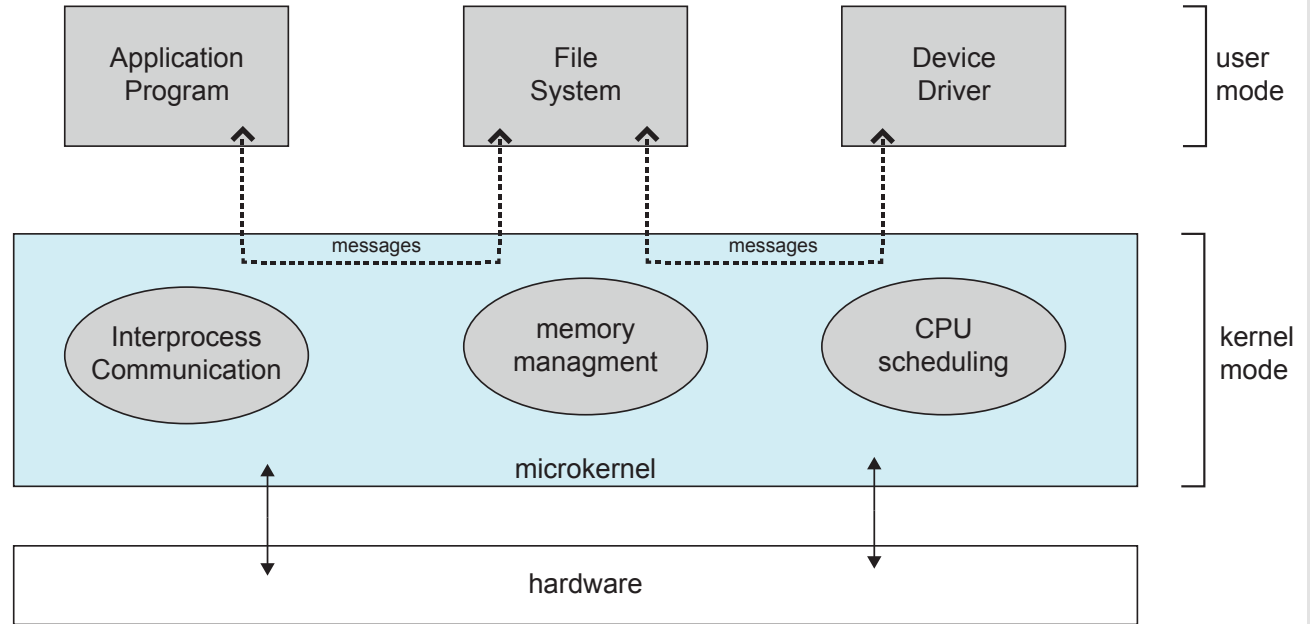 Application
Program
File
System
Device
Driver
user
mode
messages
messages
Interprocess
Communication
memory
managment
CPU
scheduling
kernel
mode
microkernel
hardware